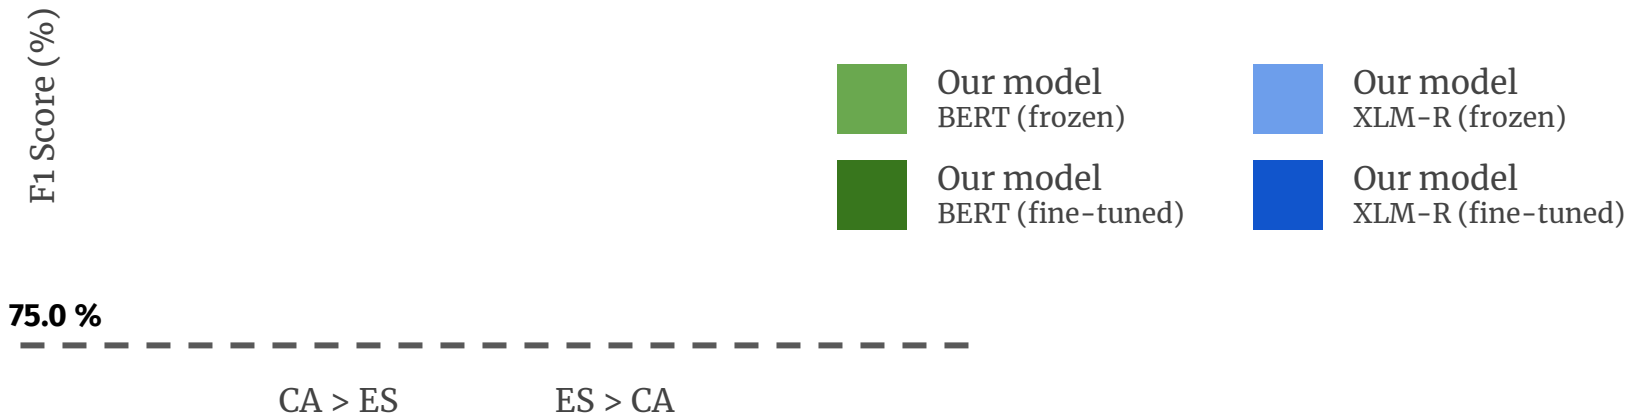 F1 Score (%)
Our model
BERT (frozen)
Our model
XLM-R (frozen)
Our model
BERT (fine-tuned)
Our model
XLM-R (fine-tuned)
75.0 %
CA > ES
ES > CA